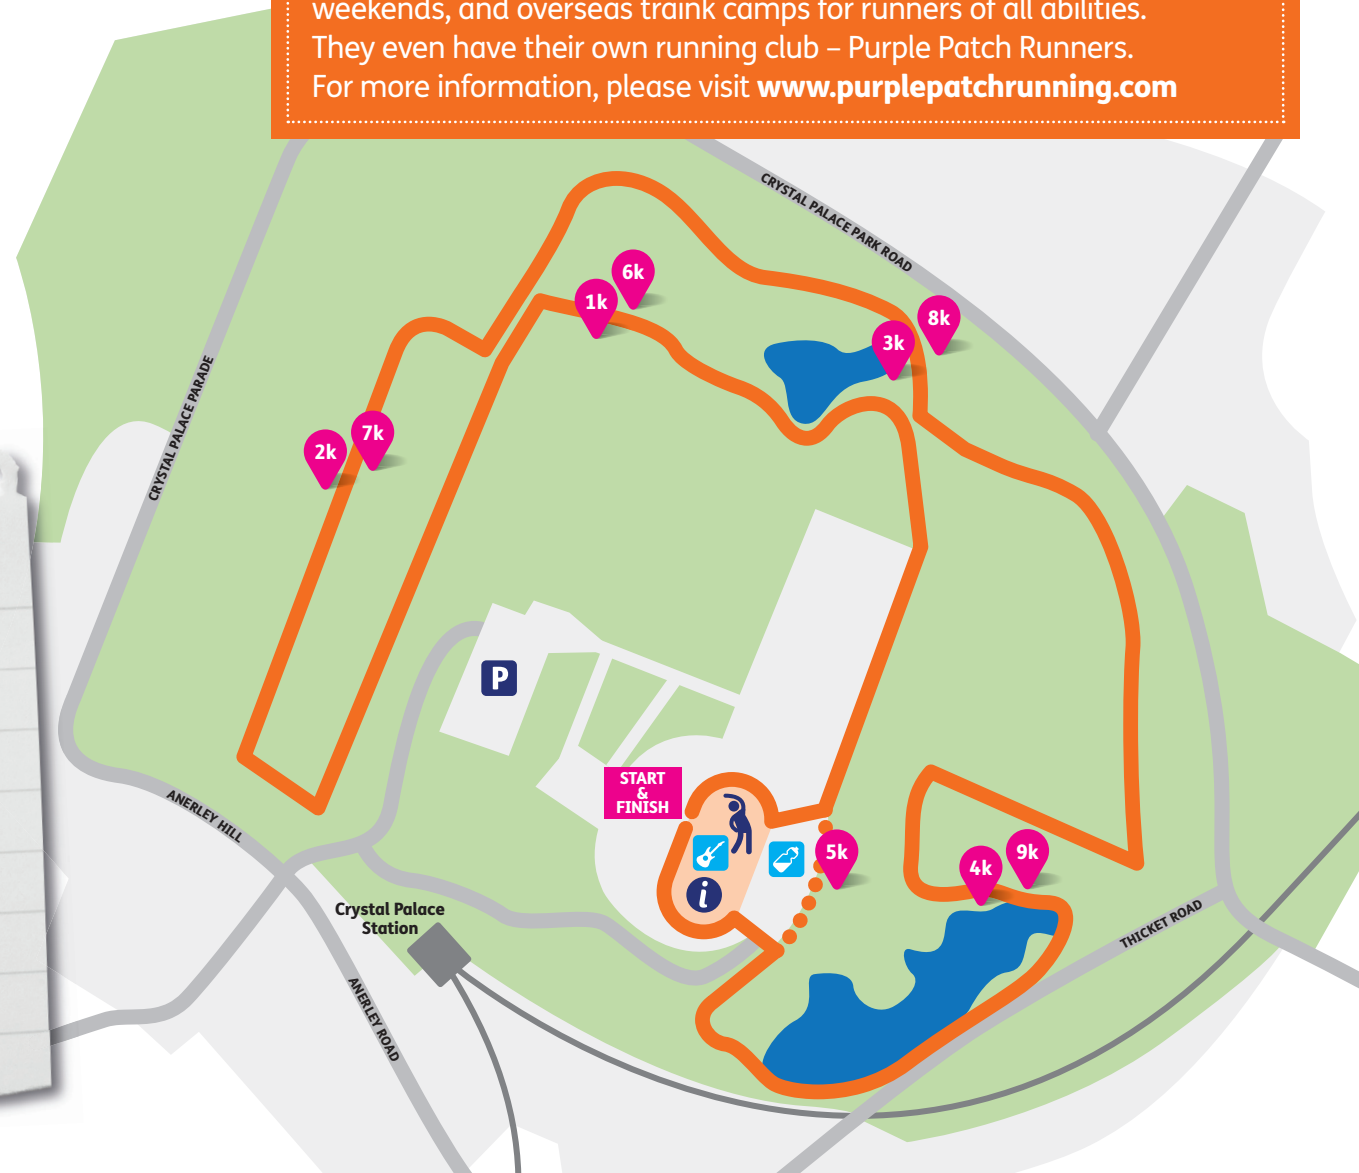 weekends, and overseas traink camps for runners of all abilities.
They even have their own running club – Purple Patch Runners.
For more information, please visit www.purplepatchrunning.com
CRYSTAL PALACE PARK ROAD
6k
1k
8k
3k
CRYSTAL PALACE PARADE
7k
2k
P
START
&
FINISH
ANERLEY HILL
5k
4k
9k
i
Crystal Palace
Station
THICKET ROAD
ANERLEY ROAD